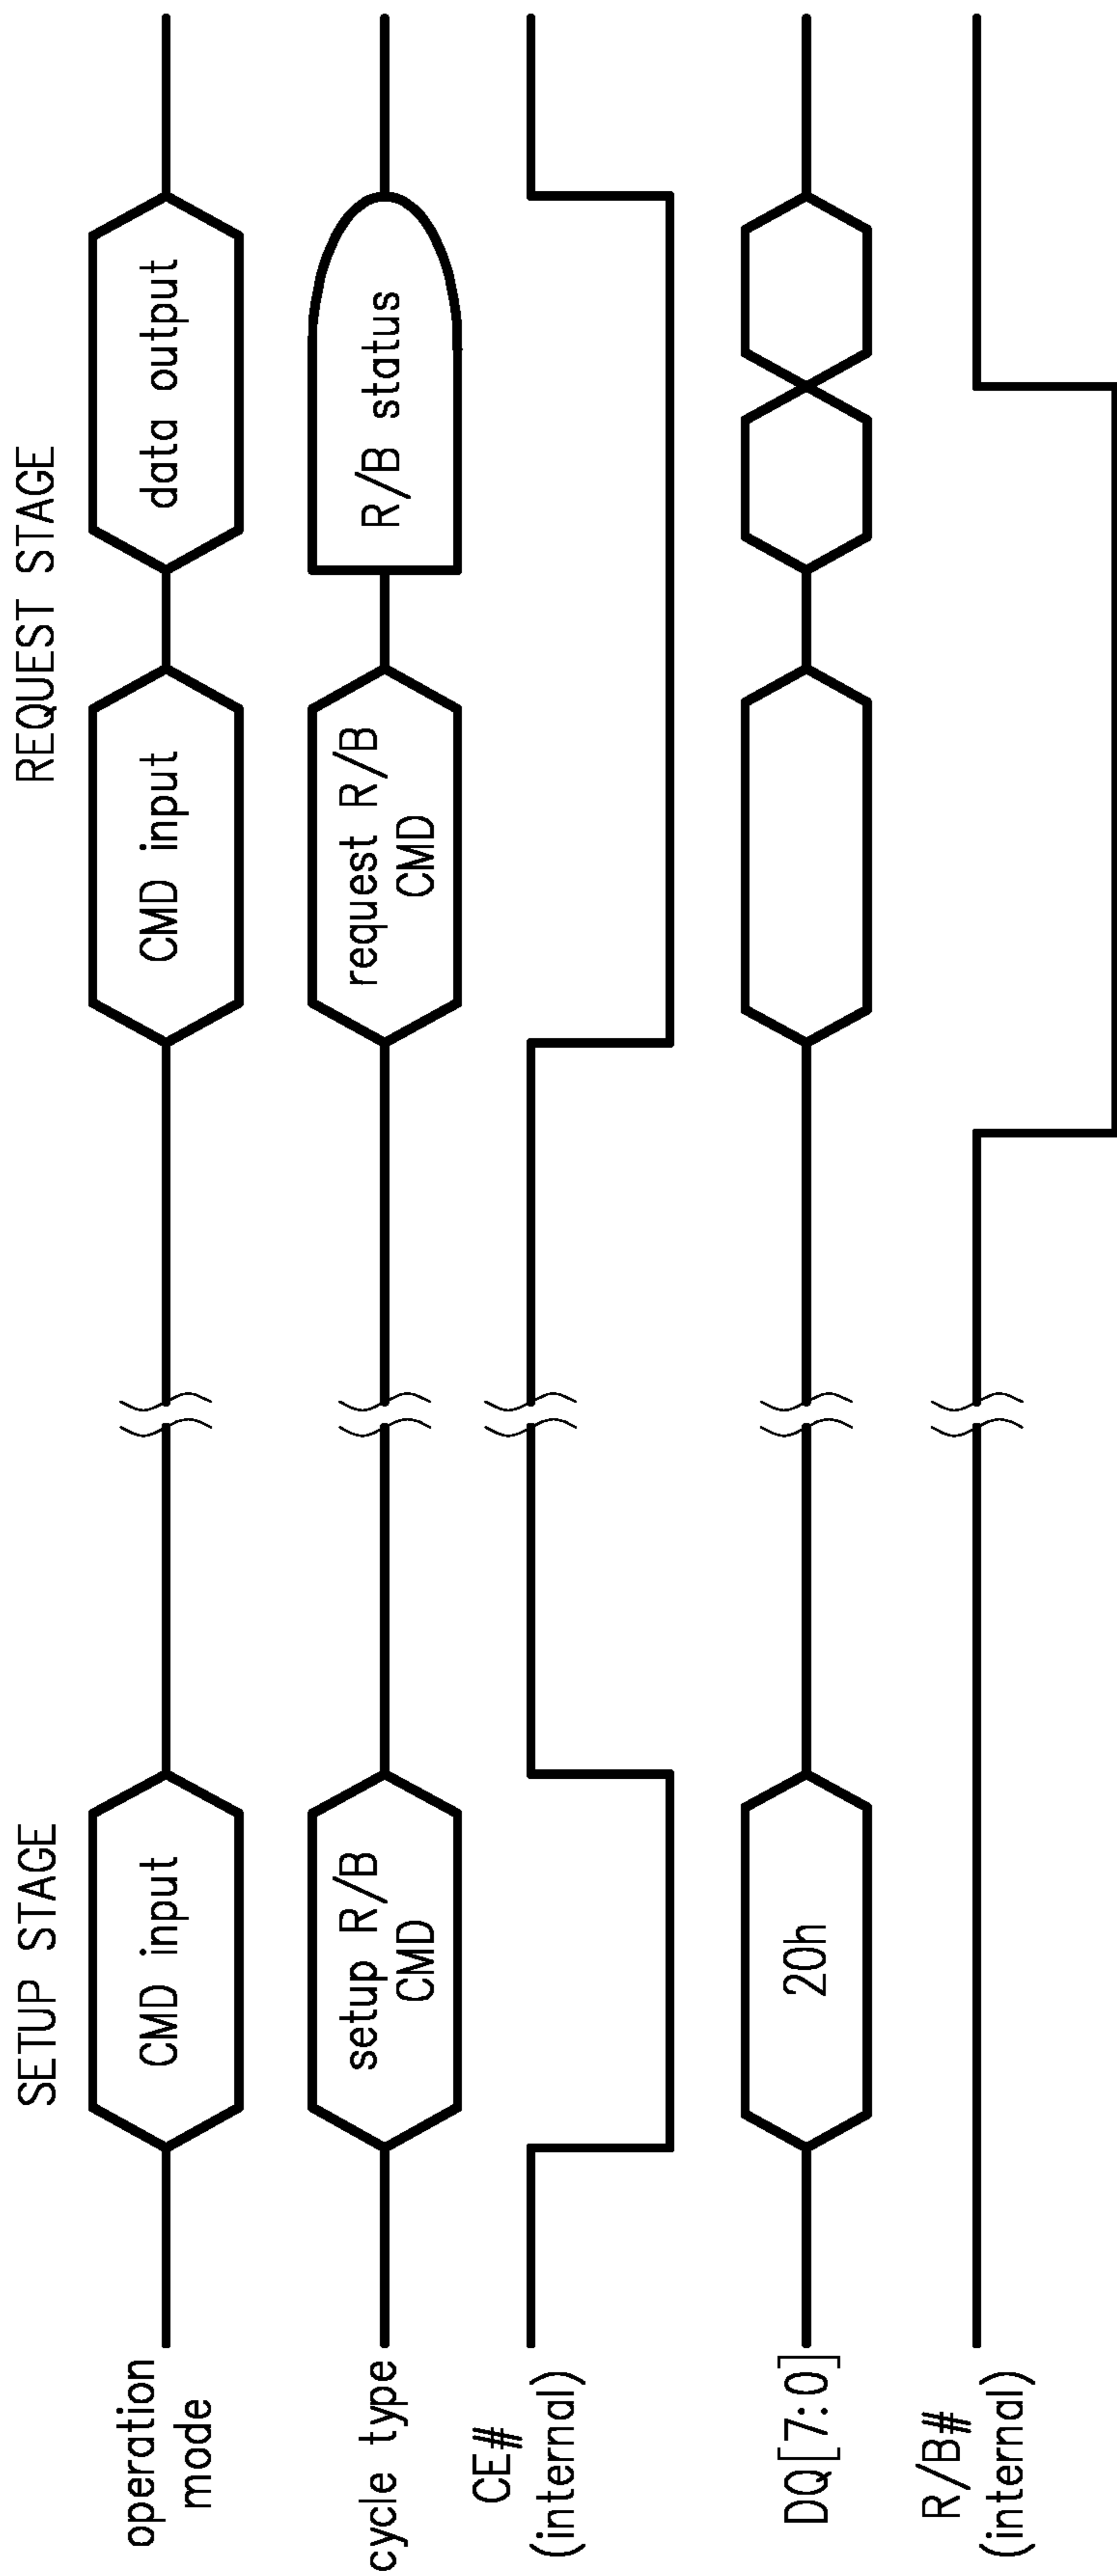 SETUP STAGE
REQUEST STAGE
operation
mode
CMD input
CMD input
data output
cycle type
setup R/B
CMD
request R/B
CMD
R/B status
CE#
(internal)
DQ[7:0]
20h
R/B#
(internal)